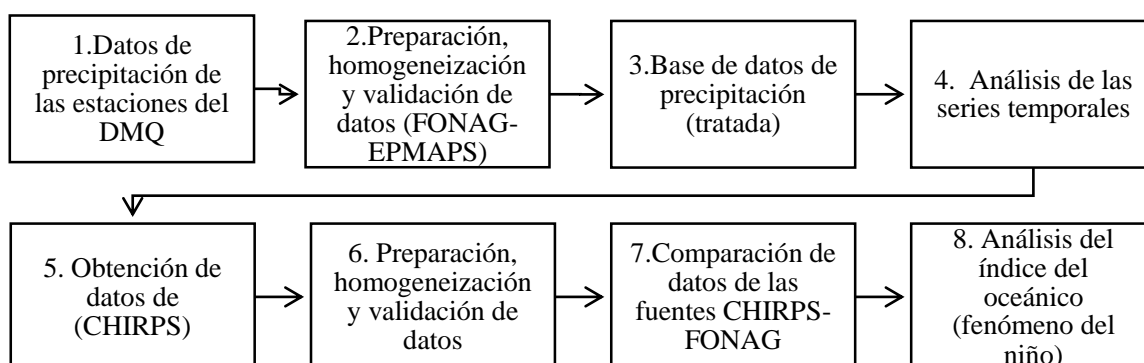 1.Datos de
precipitación de
las estaciones del
DMQ
2.Preparación,
homogeneización
y validación de
datos (FONAG-
EPMAPS)
3.Base de datos de
precipitación
(tratada)
4. Análisis de las
series temporales
5. Obtención de
datos de
(CHIRPS)
6. Preparación,
homogeneización
y validación de
datos
7.Comparación de
datos de las
fuentes CHIRPS-
FONAG
8. Análisis del
índice del
oceánico
(fenómeno del
niño)